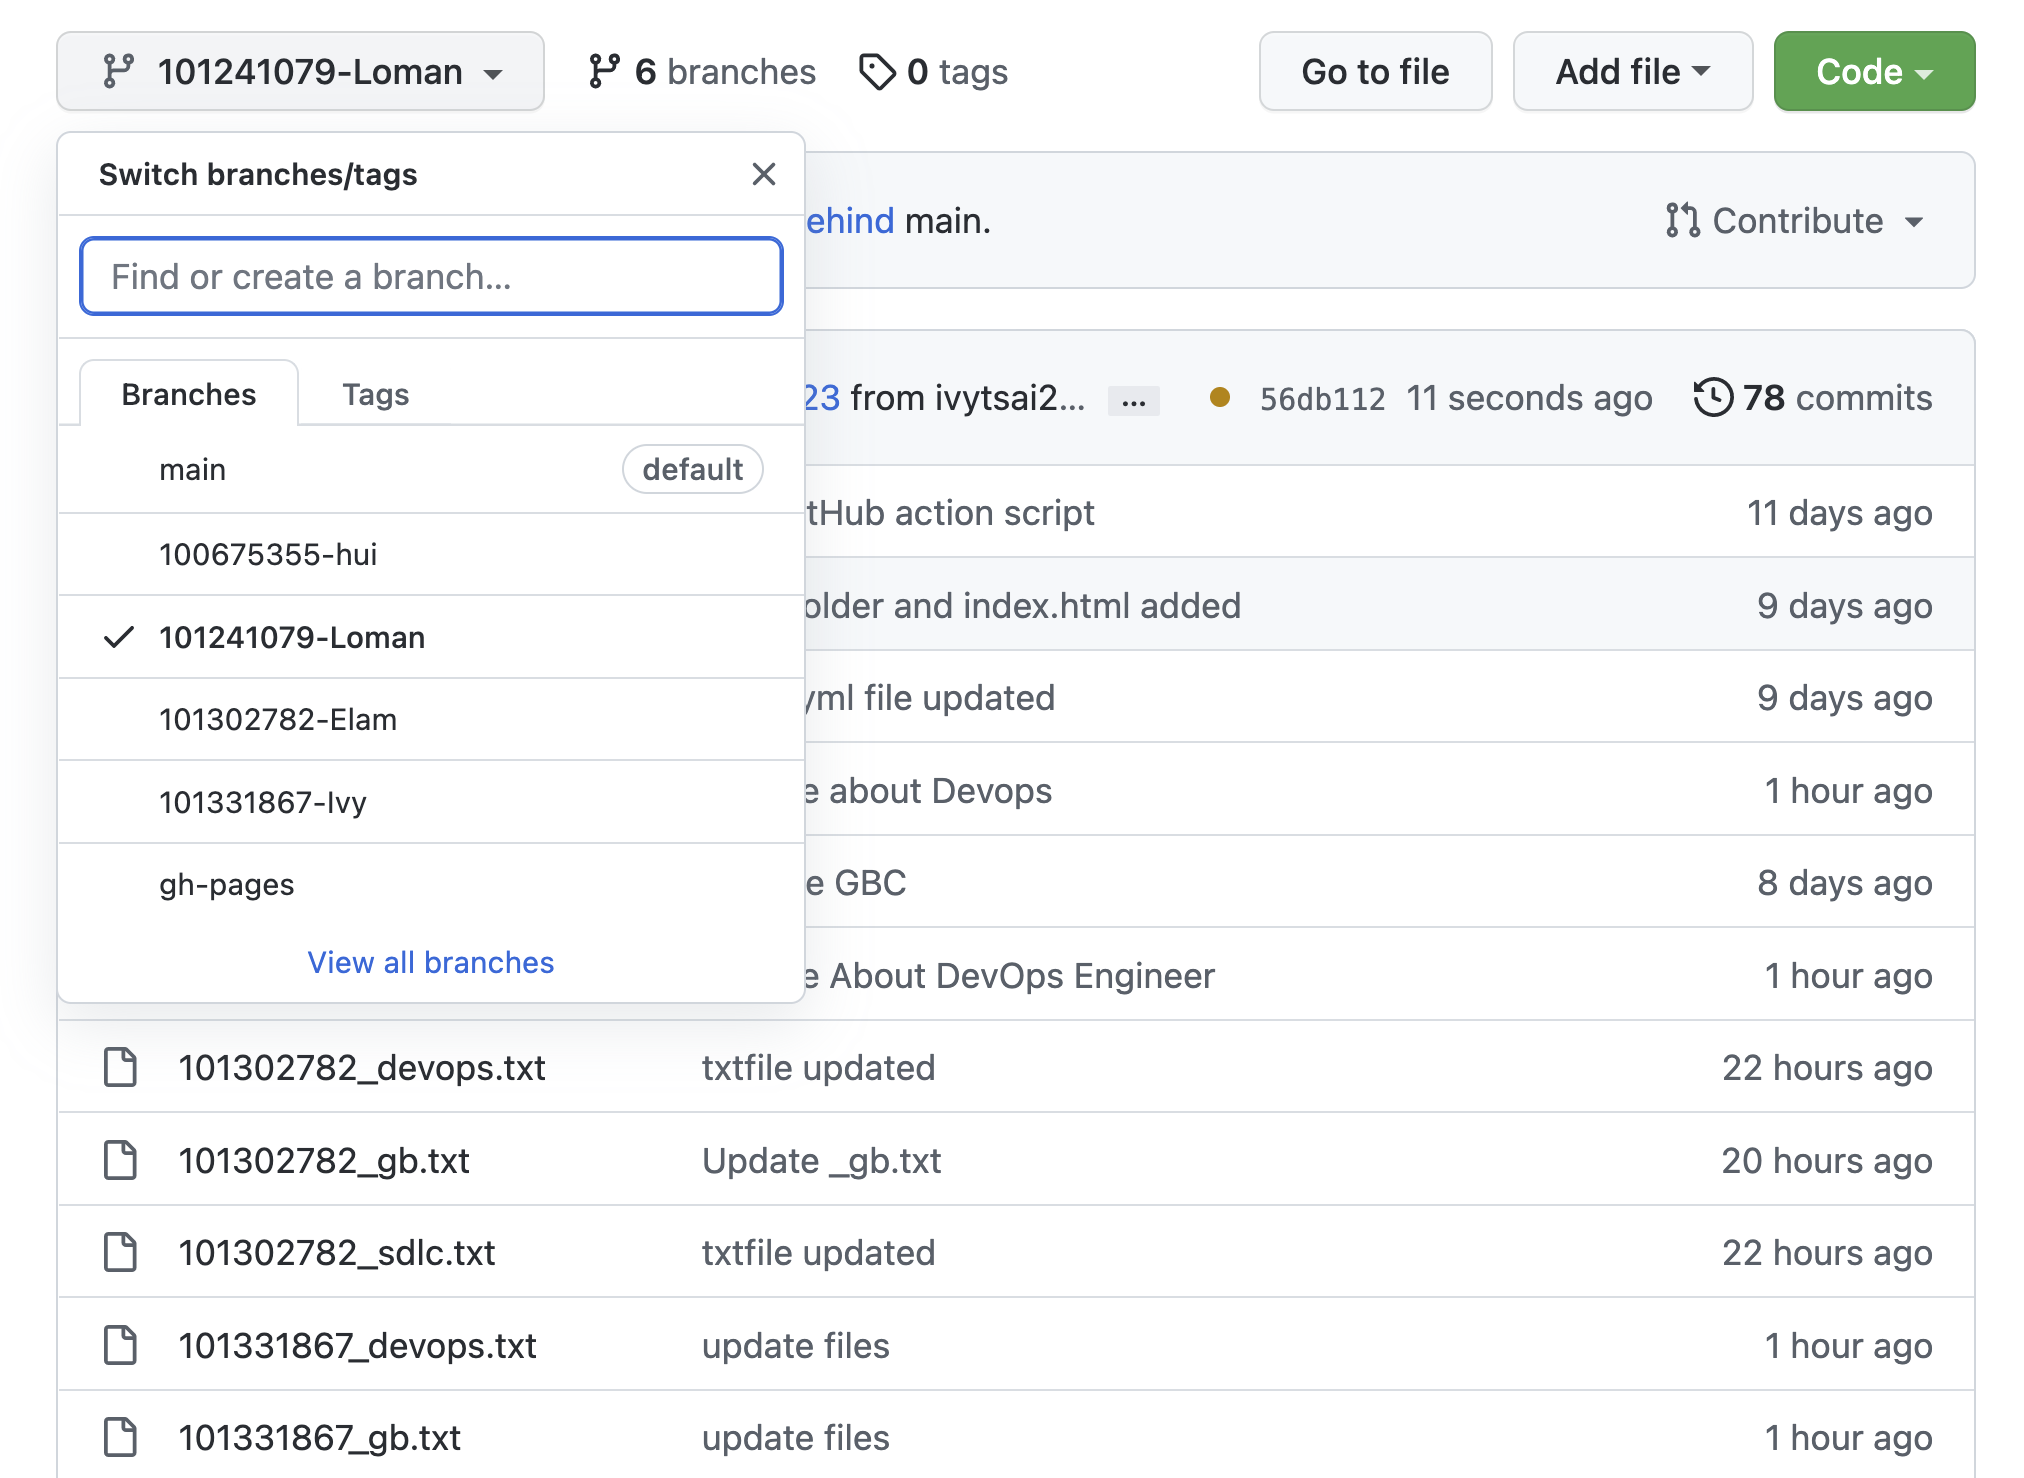 101241079-Loman
6 branches
0 tags
Go to file
Add file
Code
Switch branches/tags
Find or create a branch...
Branches
Tags
main
default
100675355-hui
101241079-Loman
101302782-Elam
101331867-Ivy
gh-pages
View all branches
ehind main.
Contribute
23 from ivytsai2... ... 56db112 11 seconds ago 78 commits
tHub action script 11 days ago
older and index.html added 9 days ago
yml file updated 9 days ago
e about Devops 1 hour ago
e GBC 8 days ago
e About DevOps Engineer 1 hour ago
101302782_devops.txt txtfile updated 22 hours ago
101302782_gb.txt Update _gb.txt 20 hours ago
101302782_sdlc.txt txtfile updated 22 hours ago
101331867_devops.txt update files 1 hour ago
101331867_gb.txt update files 1 hour ago